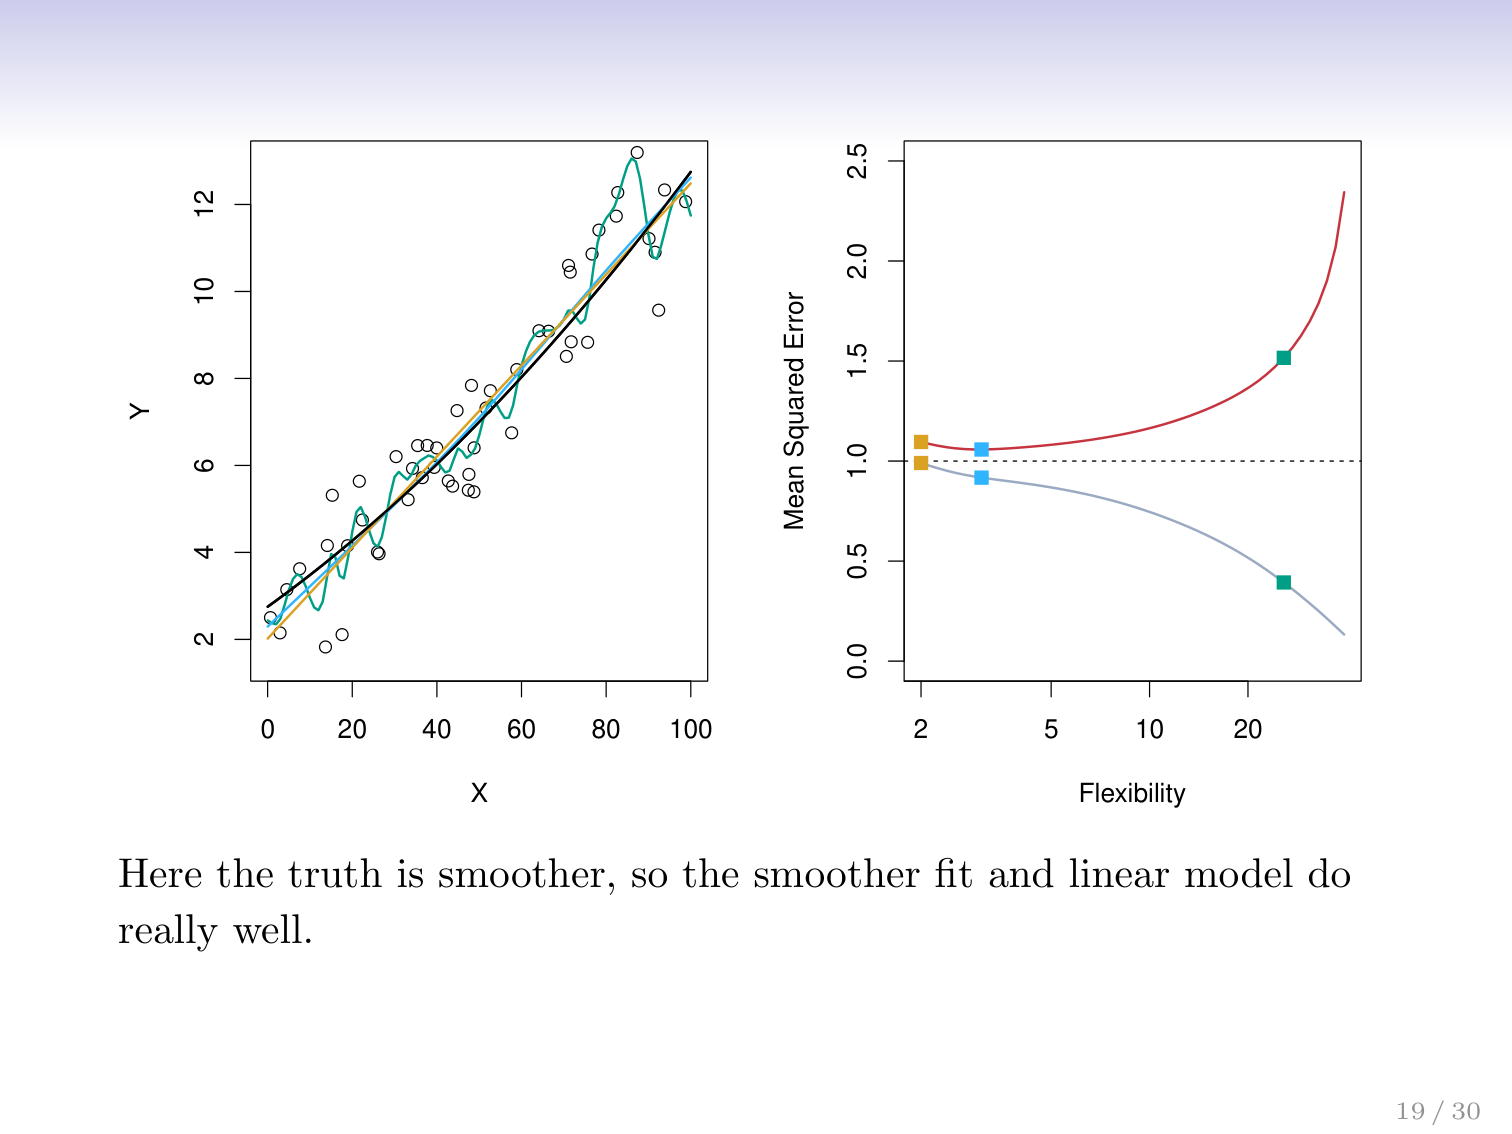 12
10
8
6
4
2
Y
0 20 40 60 80 100
X
2.5
2.0
1.5
1.0
0.5
0.0
Mean Squared Error
2 5 10 20
Flexibility
Here the truth is smoother, so the smoother fit and linear model do
really well.
19 / 30